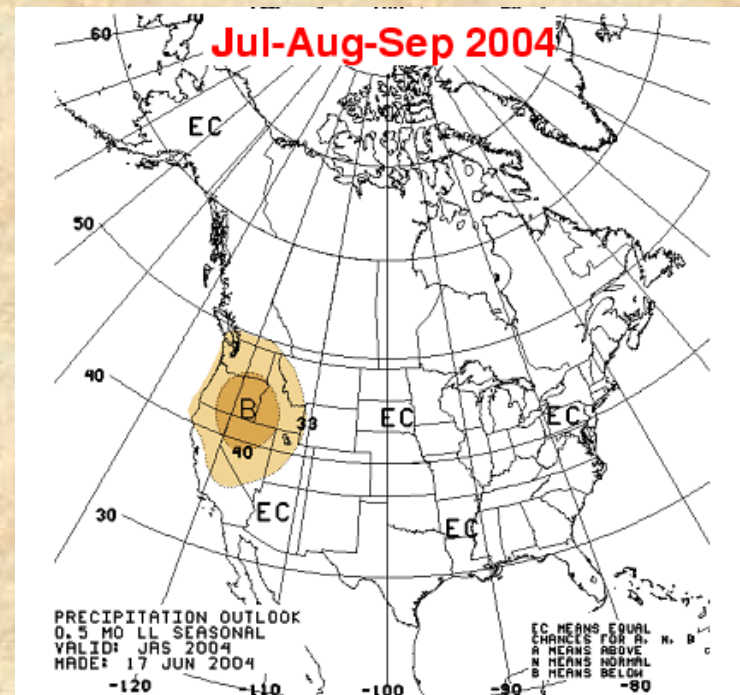 Jul-Aug-Sep 2004
60
EC
50
40
B
33
EC
EC
40
EC
EC
30
PRECIPITATION OUTLOOK
0.5 MO LL SEASONAL
VALID: JAS 2004
MADE: 17 JUN 2004
EC MEANS EQUAL
CHANCES FOR A, N, B
A MEANS ABOVE
N MEANS NORMAL
B MEANS BELOW
-120
-110
-100
-90
-80